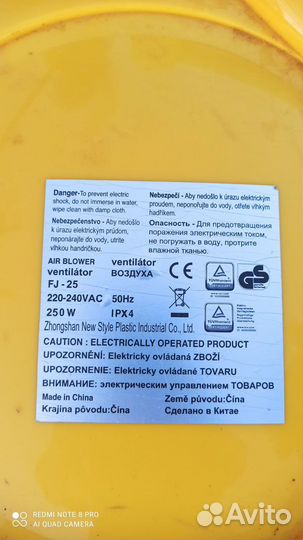 Danger-To prevent electric
shock, do not immerse in water,
wipe clean with damp cloth.
Nebezpečenstvo - Aby nedošlo
k úrazu elektrickým prúdom,
neponárajte do vody, utrite
vlhkou handričkou.
Nebezpečí - Aby nedošlo k úrazu elektrickým
proudem, neponořujte do vody, otřete vlhkým
hadříkem.
Опасность - Для предотвращения
поражения электрическим током,
не погружать в воду, протрите
влажной тканью.
AIR BLOWER ventilátor
ventilátor ВОЗДУХА
FJ - 25
220-240VAC 50Hz
250W IPX4
Zhongshan New Style Plastic Industrial Co., Ltd.
CE
GS
CAUTION : ELECTRICALLY OPERATED PRODUCT
UPOZORNĚNÍ : Elektricky ovládaná ZBOŽÍ
UPOZORNENIE : Elektricky ovládané TOVARU
ВНИМАНИЕ: электрическим управлением ТОВАРОВ
Made in China Země původu:Čína
Krajina pôvodu:Čína Сделано в Китае
REDMI NOTE 8 PRO
AI QUAD CAMERA
Avito